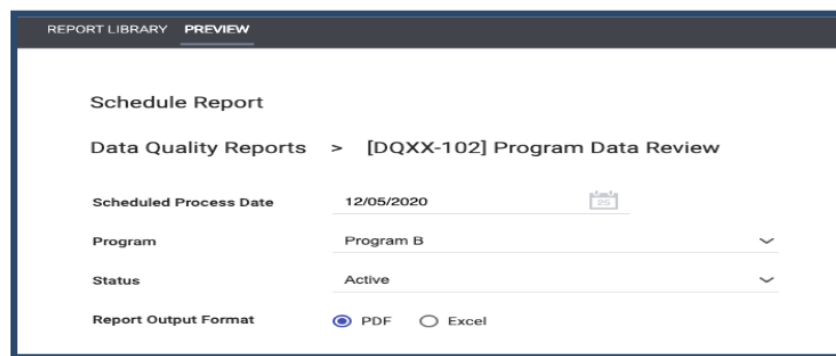 REPORT LIBRARY PREVIEW
Schedule Report
Data Quality Reports > [DQXX-102] Program Data Review
Scheduled Process Date 12/05/2020 25
Program Program B
Status Active
Report Output Format PDF Excel